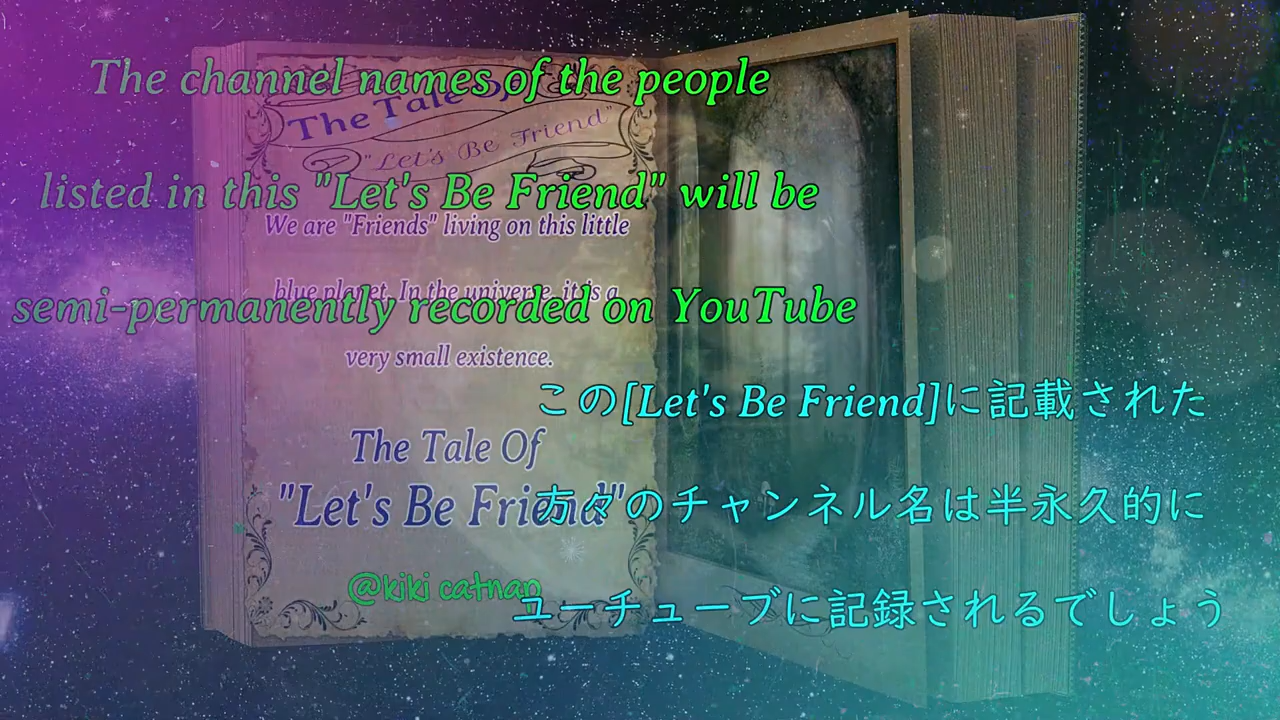 The channel names of the people
listed in this "Let's Be Friend" will be
semi-permanently recorded on YouTube
The Tale Of
"Let's Be Friend"
We are "Friends" living on this little
blue planet. In the universe, it is a
very small existence.
The Tale Of
"Let's Be Friend"
@kiki catnap
この[Let's Be Friend]に記載された
方々のチャンネル名は半永久的に
ユーチューブに記録されるでしょう